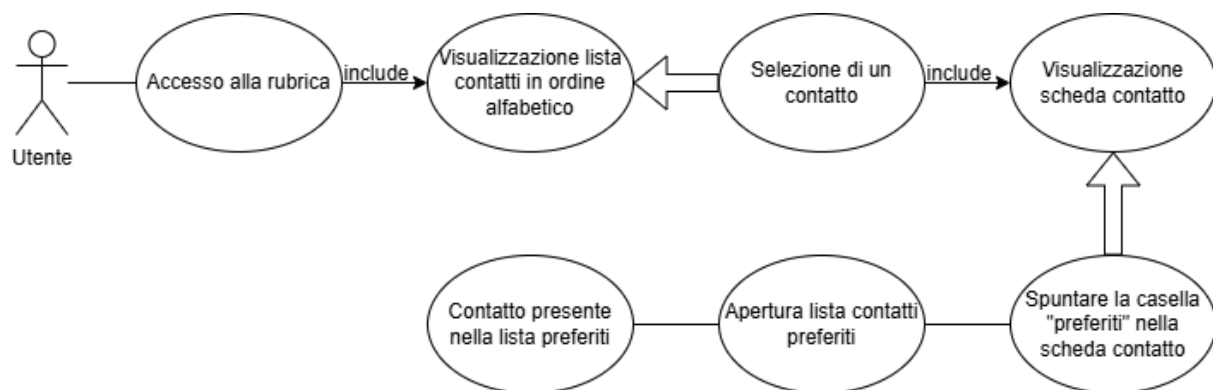 Utente
Accesso alla rubrica
include
Visualizzazione lista
contatti in ordine
alfabetico
Selezione di un
contatto
include
Visualizzazione
scheda contatto
Contatto presente
nella lista preferiti
Apertura lista contatti
preferiti
Spuntare la casella
"preferiti" nella
scheda contatto